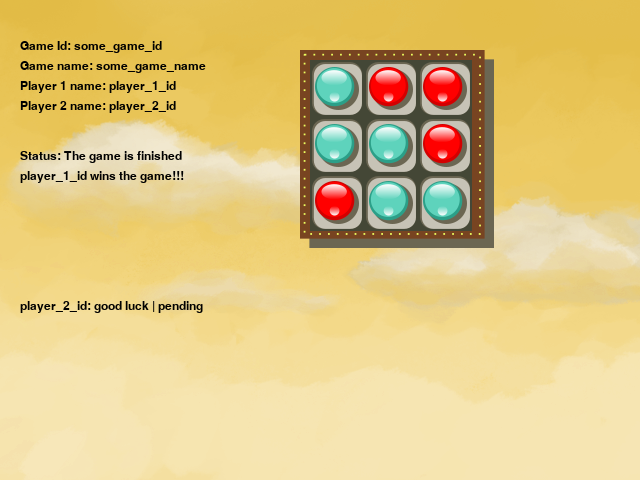 Game Id: some_game_id
Game name: some_game_name
Player 1 name: player_1_id
Player 2 name: player_2_id
Status: The game is finished
player_1_id wins the game!!!
player_2_id: good luck | pending